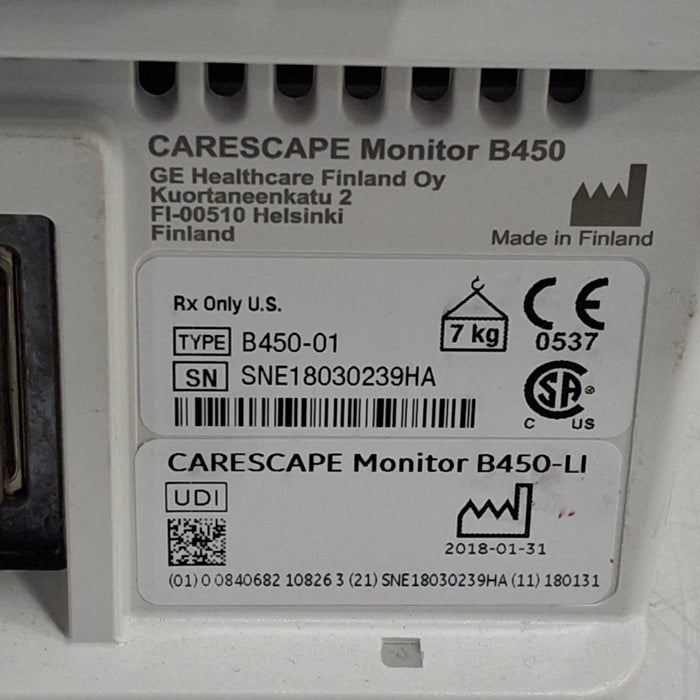 CARESCAPE Monitor B450
GE Healthcare Finland Oy
Kuortaneenkatu 2
FI-00510 Helsinki
Finland
Made in Finland
Rx Only U.S.
7 kg
CE
0537
TYPE B450-01
SN SNE18030239HA
SA
C US
CARESCAPE Monitor B450-LI
UDI
2018-01-31
(01) 0 0840682 10826 3 (21) SNE18030239HA (11) 180131